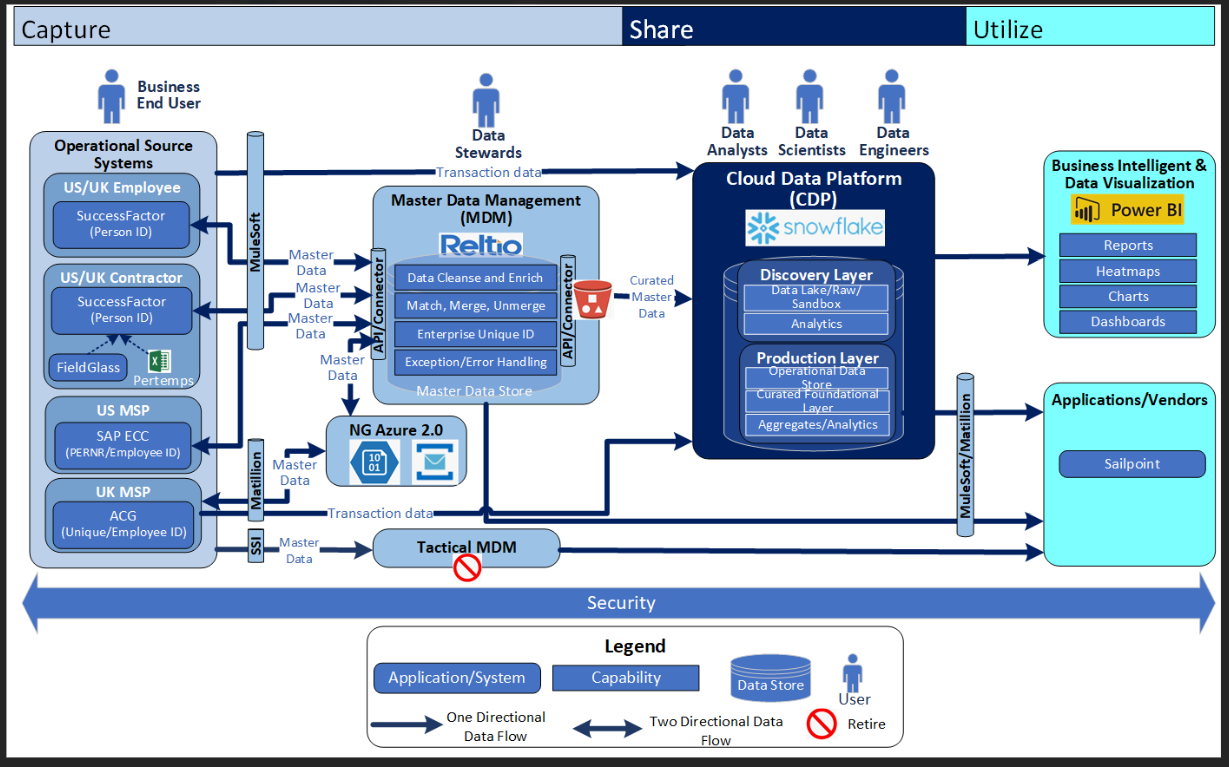 Capture
Share
Utilize
Business
End User
Data
Stewards
Data
Analysts
Data
Scientists
Data
Engineers
Operational Source
Systems
US/UK Employee
SuccessFactor
(Person ID)
US/UK Contractor
SuccessFactor
(Person ID)
FieldGlass
Pertemps
US MSP
SAP ECC
(PERNR/Employee ID)
UK MSP
ACG
(Unique/Employee ID)
MuleSoft
Matillion
SSI
Transaction data
Master
Data
Master
Data
Master
Data
Master
Data
Master
Data
Transaction data
Master
Data
Master Data Management
(MDM)
Reltio
API/Connector
Data Cleanse and Enrich
Match, Merge, Unmerge
Enterprise Unique ID
Exception/Error Handling
Master Data Store
API/Connector
Curated
Master
Data
NG Azure 2.0
10
01
Tactical MDM
Cloud Data Platform
(CDP)
snowflake
Discovery Layer
Data Lake/Raw/
Sandbox
Analytics
Production Layer
Operational Data
Store
Curated Foundational
Layer
Aggregates/Analytics
MuleSoft/Matillion
Business Intelligent &
Data Visualization
Power BI
Reports
Heatmaps
Charts
Dashboards
Applications/Vendors
Sailpoint
Security
Legend
Application/System
Capability
Data Store
User
One Directional
Data Flow
Two Directional Data
Flow
Retire